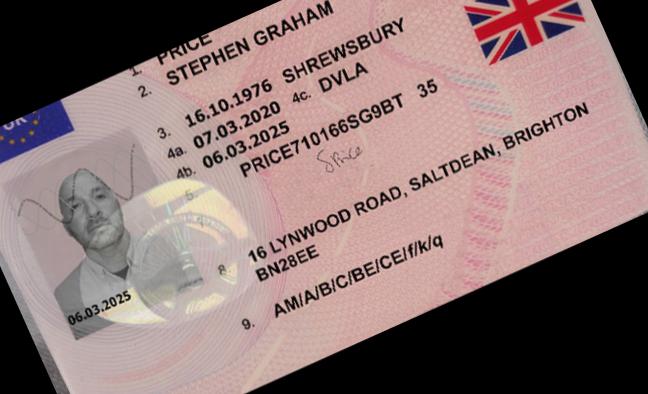 UK
1. PRICE
2. STEPHEN GRAHAM
3. 16.10.1976 SHREWSBURY
4a. 07.03.2020 4c. DVLA
4b. 06.03.2025
5. PRICE710166SG9BT 35
SPrice
06.03.2025
8. 16 LYNWOOD ROAD, SALTDEAN, BRIGHTON
BN28EE
9. AM/A/B/C/BE/CE/f/k/q